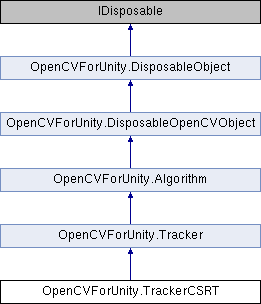 IDisposable
OpenCVForUnity.DisposableObject
OpenCVForUnity.DisposableOpenCVObject
OpenCVForUnity.Algorithm
OpenCVForUnity.Tracker
OpenCVForUnity.TrackerCSRT